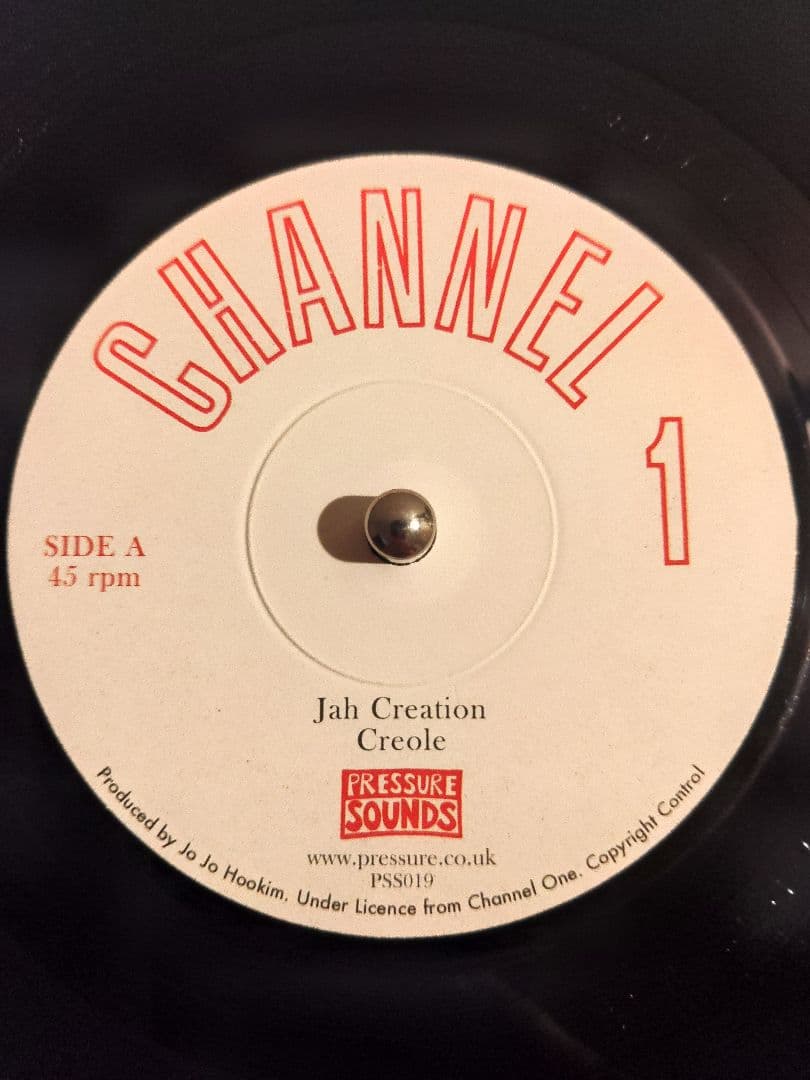 CHANNEL 1
SIDE A
45 rpm
Jah Creation
Creole
PRESSURE
SOUNDS
www.pressure.co.uk
PSS019
Produced by Jo Jo Hookim. Under Licence from Channel One. Copyright Control